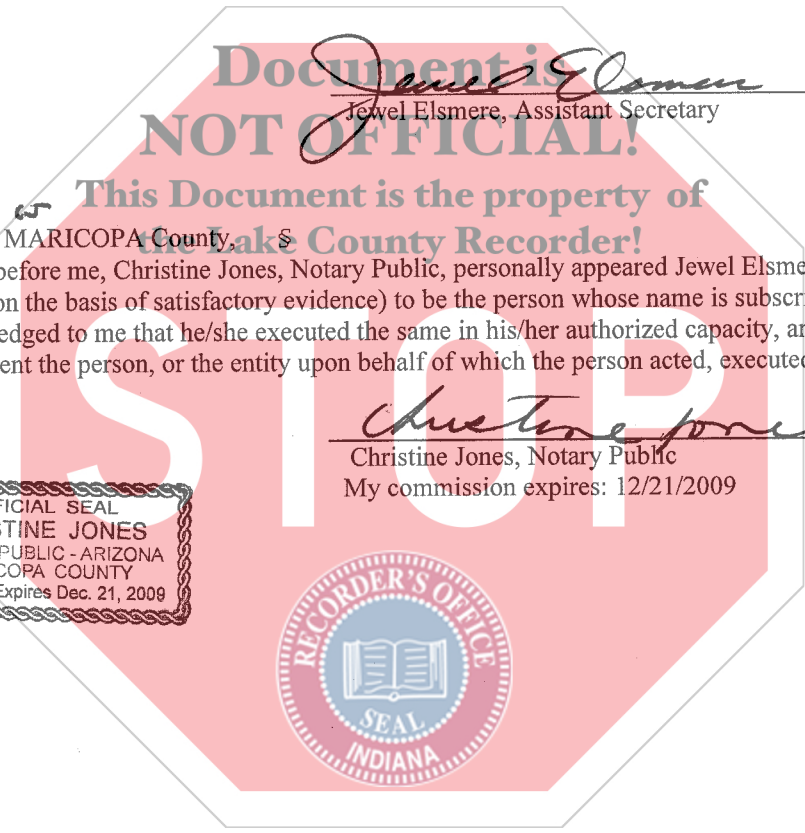 Document is
Jewel Elsmere
Jewel Elsmere, Assistant Secretary
NOT OFFICIAL!
This Document is the property of
the Lake County Recorder!
MARICOPA County, §
before me, Christine Jones, Notary Public, personally appeared Jewel Elsme
on the basis of satisfactory evidence) to be the person whose name is subscri
edged to me that he/she executed the same in his/her authorized capacity, an
ent the person, or the entity upon behalf of which the person acted, executed
STOP
Christine Jones
Christine Jones, Notary Public
My commission expires: 12/21/2009
FICIAL SEAL
STINE JONES
PUBLIC - ARIZONA
COPA COUNTY
Expires Dec. 21, 2009
RECORDER'S OFFICE
SEAL
INDIANA